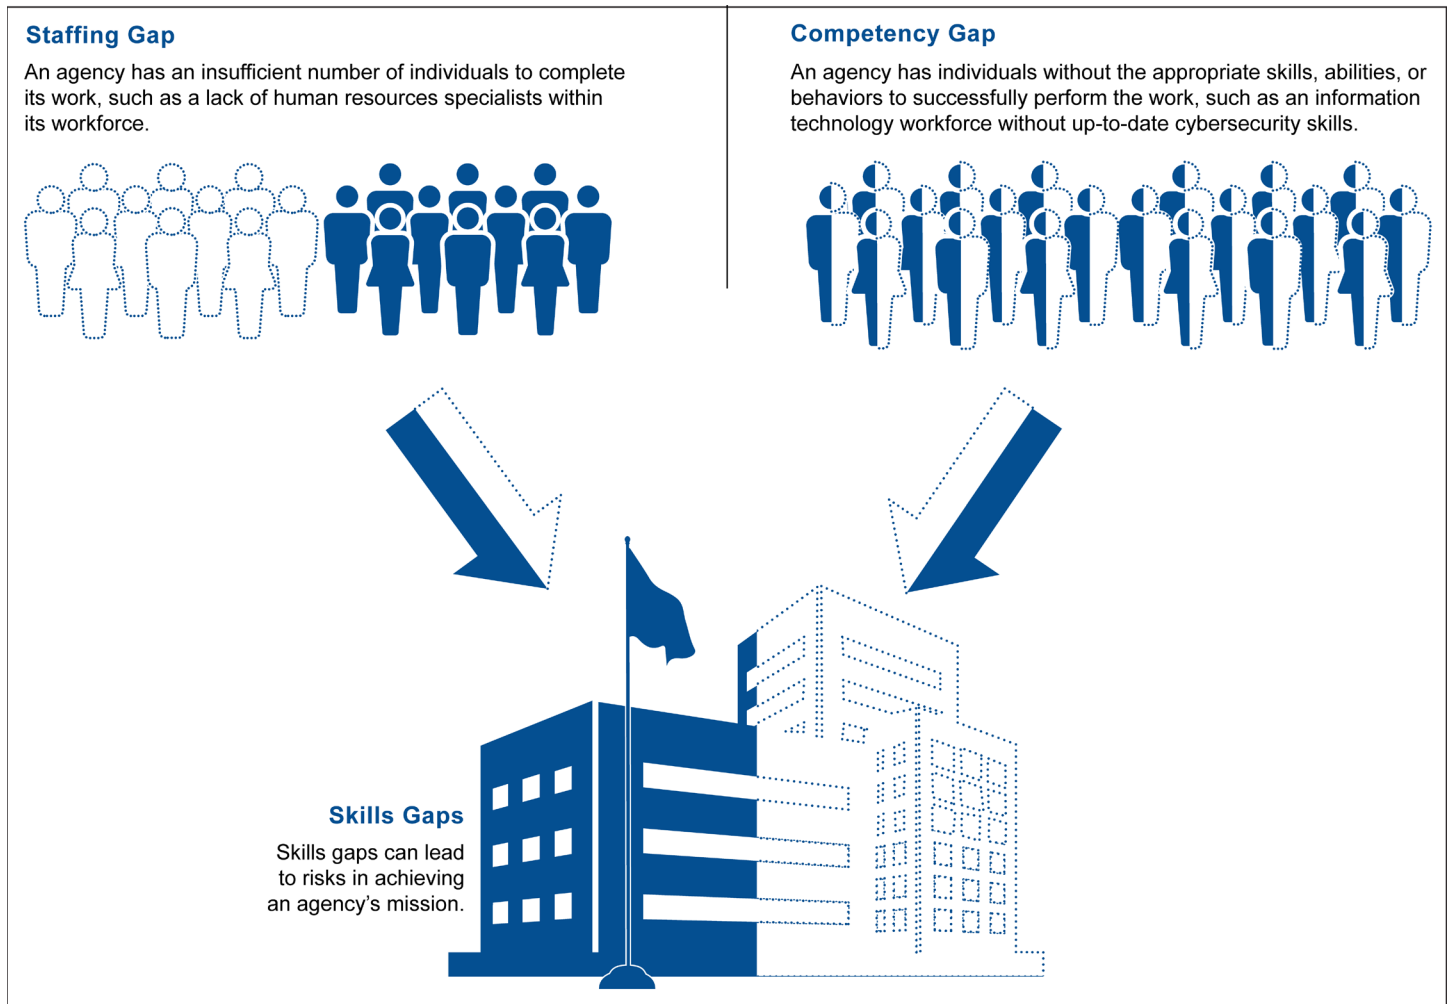 Staffing Gap
An agency has an insufficient number of individuals to complete
its work, such as a lack of human resources specialists within
its workforce.
Competency Gap
An agency has individuals without the appropriate skills, abilities, or
behaviors to successfully perform the work, such as an information
technology workforce without up-to-date cybersecurity skills.
Skills Gaps
Skills gaps can lead
to risks in achieving
an agency’s mission.